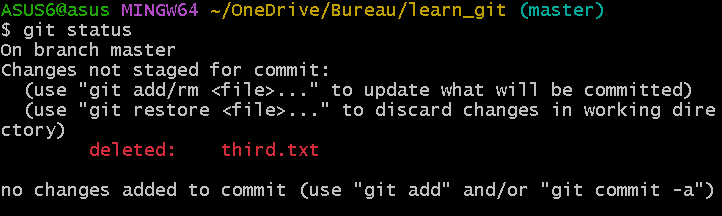 ASUS6@asus MINGW64 ~/OneDrive/Bureau/learn_git (master)
$ git status
On branch master
Changes not staged for commit:
  (use "git add/rm <file>..." to update what will be committed)
  (use "git restore <file>..." to discard changes in working dire
ctory)
        deleted:    third.txt

no changes added to commit (use "git add" and/or "git commit -a")